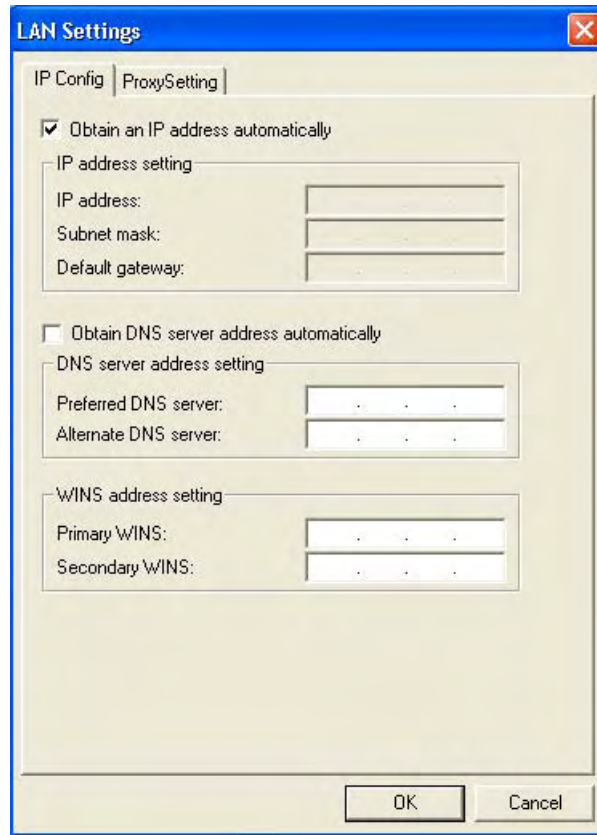 LAN Settings
IP Config
ProxySetting
Obtain an IP address automatically
IP address setting
IP address:
Subnet mask:
Default gateway:
Obtain DNS server address automatically
DNS server address setting
Preferred DNS server:
Alternate DNS server:
WINS address setting
Primary WINS:
Secondary WINS:
OK
Cancel